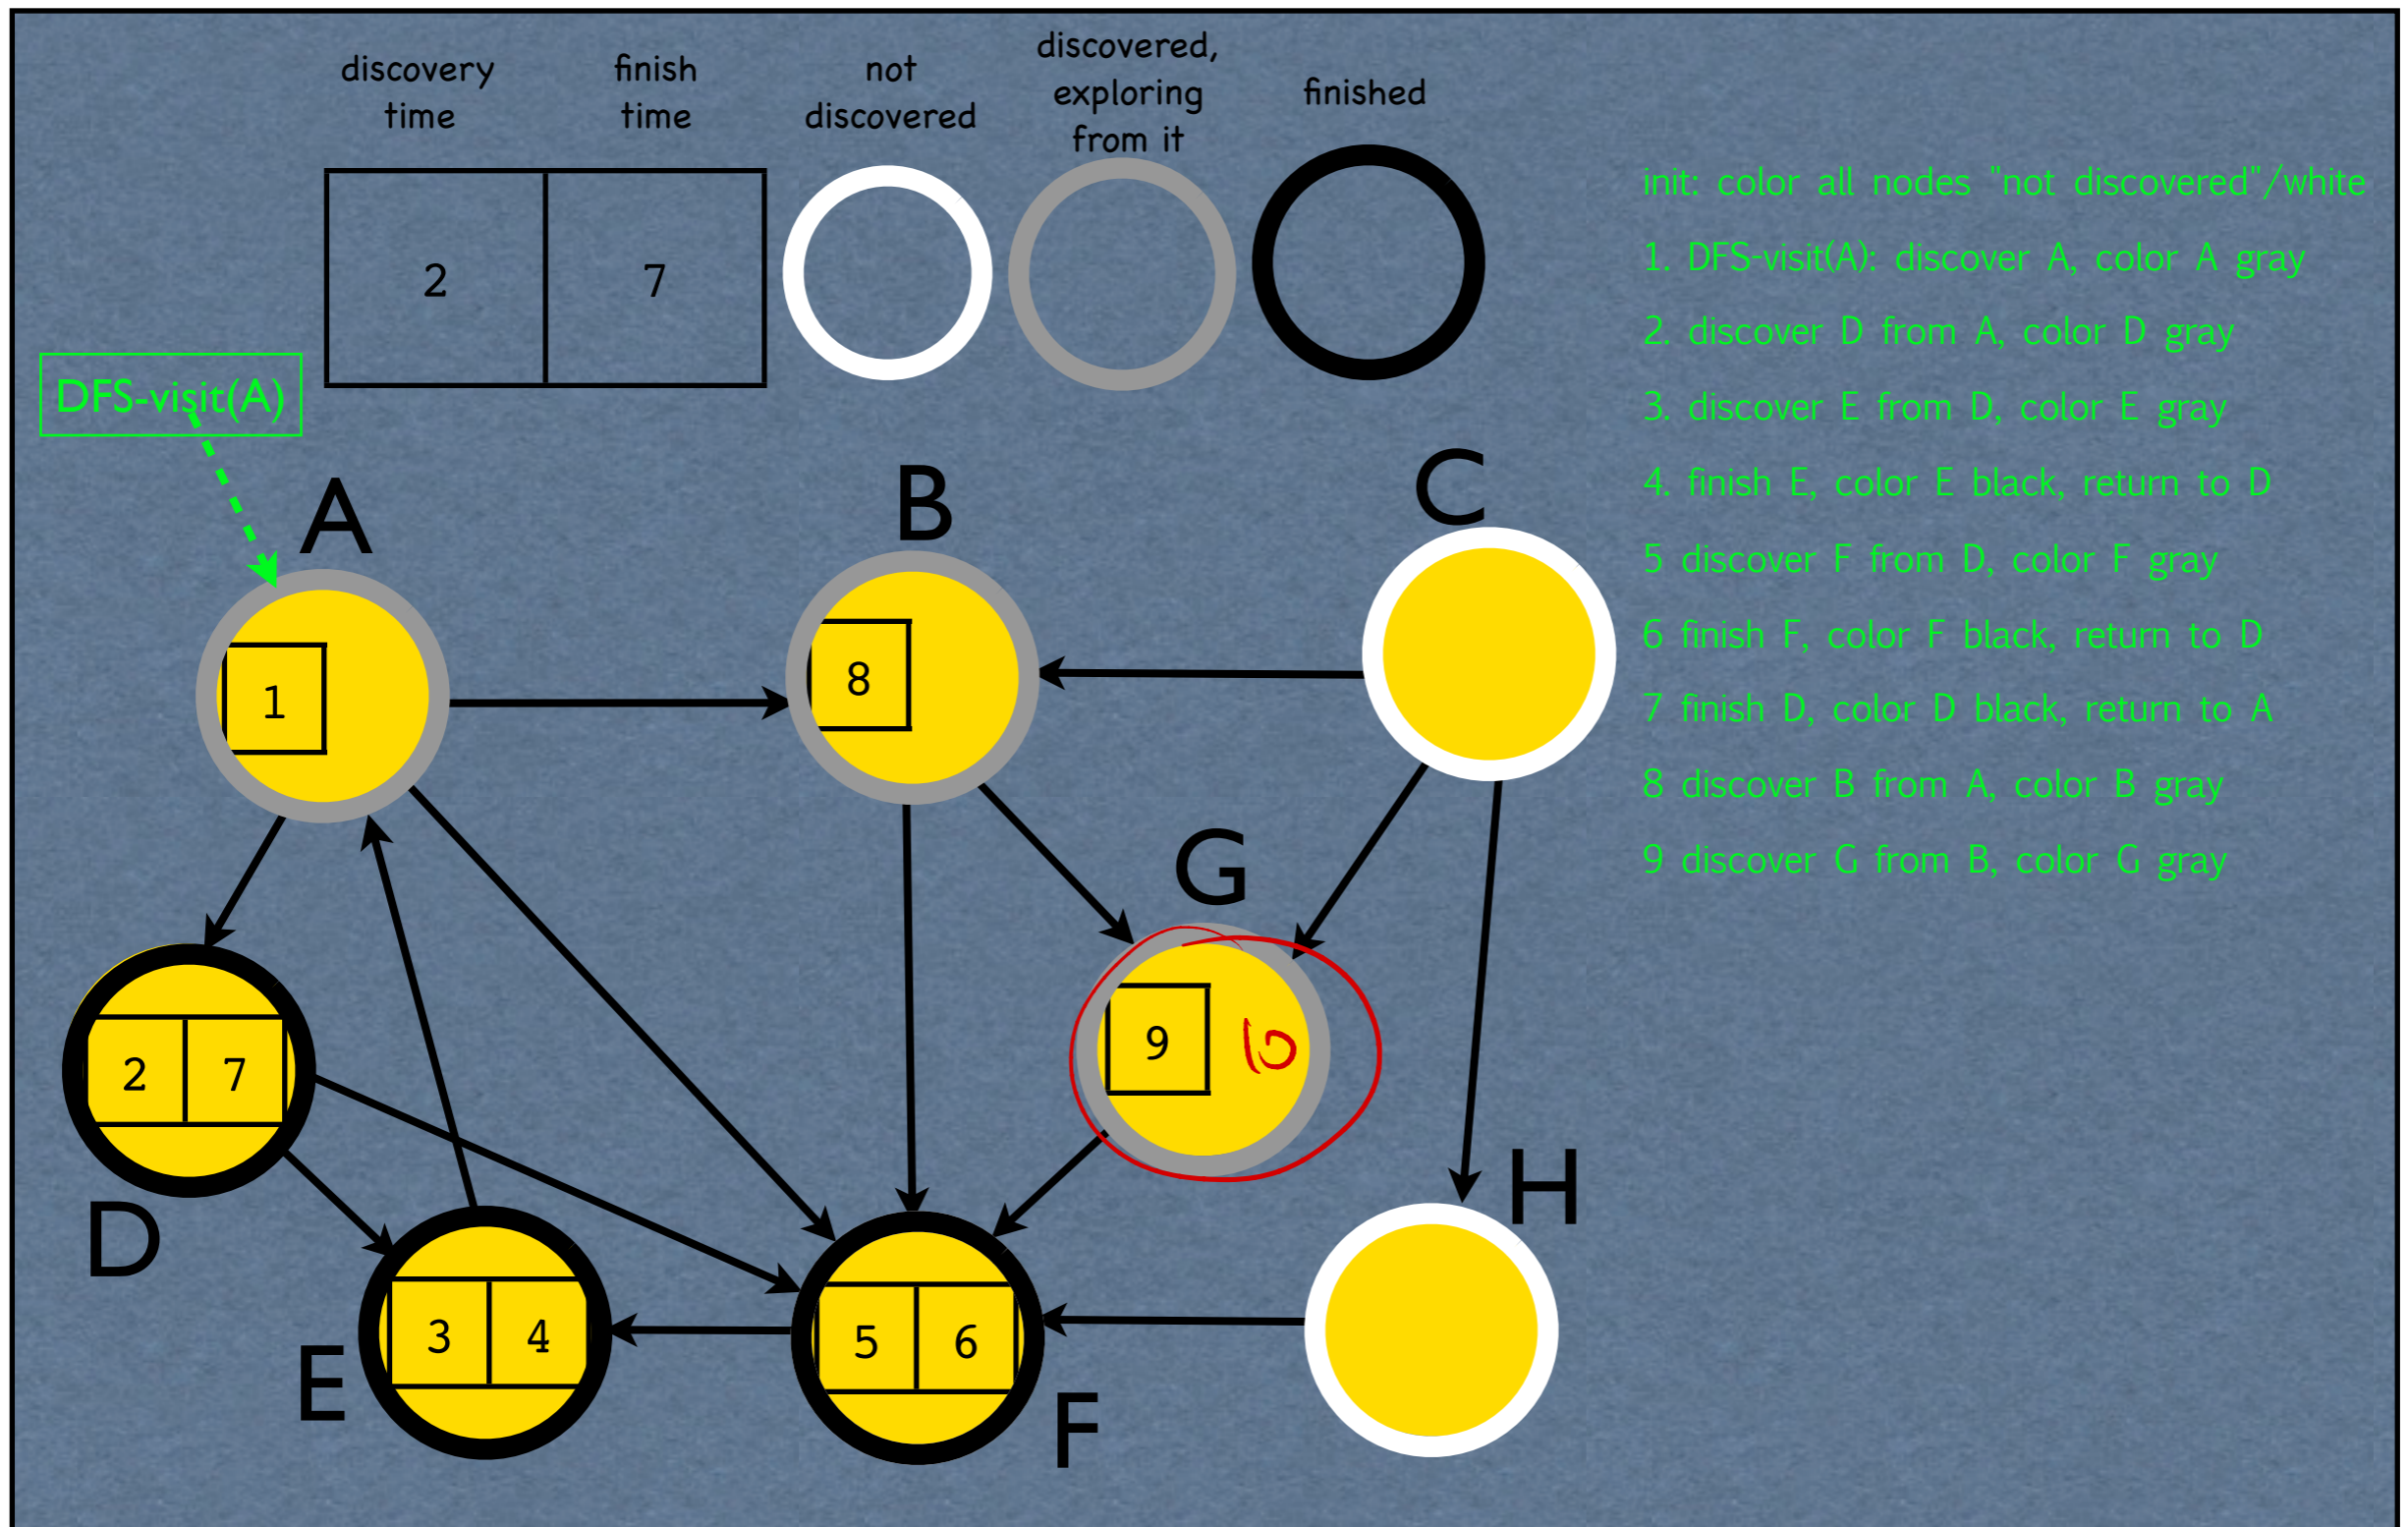 discovery
time
finish
time
not
discovered
discovered,
exploring
from it
finished
2
7
init: color all nodes "not discovered"/white
1. DFS-visit(A): discover A, color A gray
2. discover D from A, color D gray
3. discover E from D, color E gray
4. finish E, color E black, return to D
5 discover F from D, color F gray
6 finish F, color F black, return to D
7 finish D, color D black, return to A
8 discover B from A, color B gray
9 discover G from B, color G gray
DFS-visit(A)
A
B
C
1
8
G
9
10
2
7
D
H
E
3
4
5
6
F